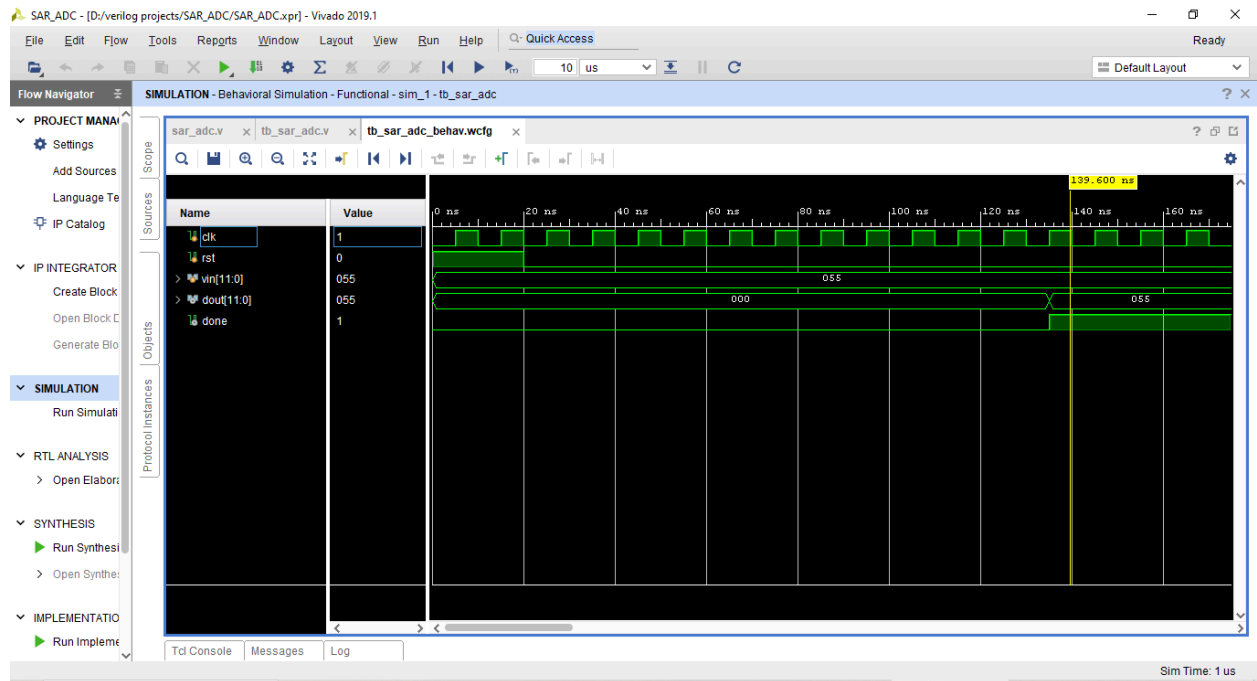 SAR_ADC - [D:/verilog projects/SAR_ADC/SAR_ADC.xpr] - Vivado 2019.1
File Edit Flow Tools Reports Window Layout View Run Help Q- Quick Access Ready
10 us Default Layout
Flow Navigator SIMULATION - Behavioral Simulation - Functional - sim_1 - tb_sar_adc ? ×
PROJECT MANA
Settings
Add Sources
Language Te
IP Catalog
IP INTEGRATOR
Create Block
Open Block D
Generate Blo
SIMULATION
Run Simulati
RTL ANALYSIS
Open Elabora
SYNTHESIS
Run Synthesi
Open Synthes
IMPLEMENTATIO
Run Impleme
Scope
Sources
Objects
Protocol Instances
sar_adc.v × tb_sar_adc.v × tb_sar_adc_behav.wcfg × ?
139.600 ns
Name Value 0 ns 20 ns 40 ns 60 ns 80 ns 100 ns 120 ns 140 ns 160 ns
clk 1
rst 0
vin[11:0] 055 055
dout[11:0] 055 000 055
done 1
Tcl Console Messages Log
Sim Time: 1 us